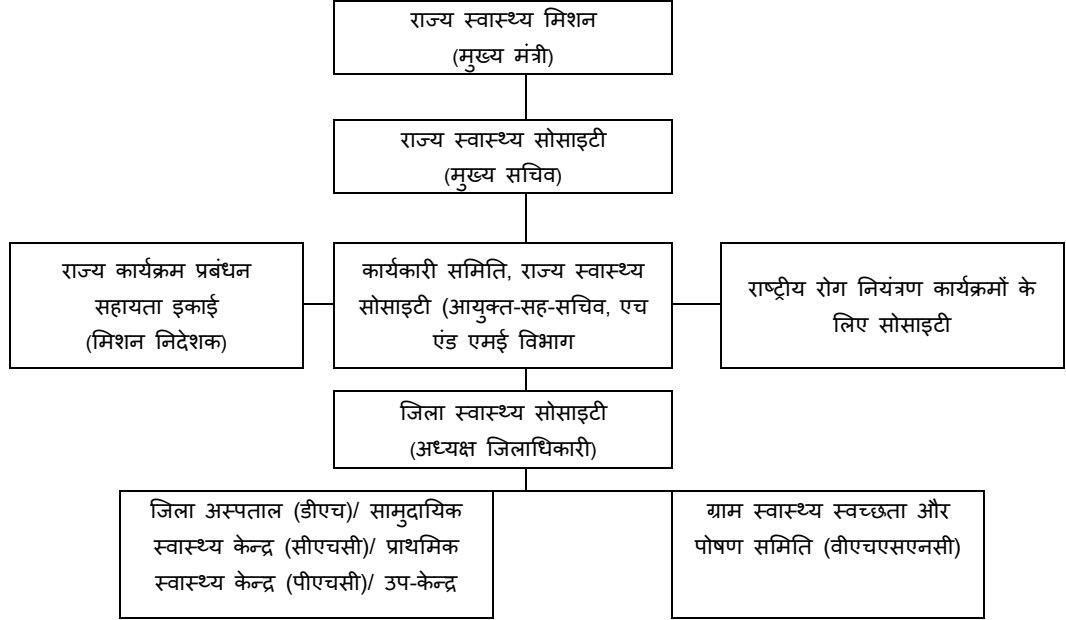 राज्य स्वास्थ्य मिशन
(मुख्य मंत्री)
राज्य स्वास्थ्य सोसाइटी
(मुख्य सचिव)
राज्य कार्यक्रम प्रबंधन
सहायता इकाई
(मिशन निदेशक)
कार्यकारी समिति, राज्य स्वास्थ्य
सोसाइटी (आयुक्त-सह-सचिव, एच
एंड एमई विभाग
राष्ट्रीय रोग नियंत्रण कार्यक्रमों के
लिए सोसाइटी
जिला स्वास्थ्य सोसाइटी
(अध्यक्ष जिलाधिकारी)
जिला अस्पताल (डीएच)/ सामुदायिक
स्वास्थ्य केन्द्र (सीएचसी)/ प्राथमिक
स्वास्थ्य केन्द्र (पीएचसी)/ उप-केन्द्र
ग्राम स्वास्थ्य स्वच्छता और
पोषण समिति (वीएचएसएनसी)